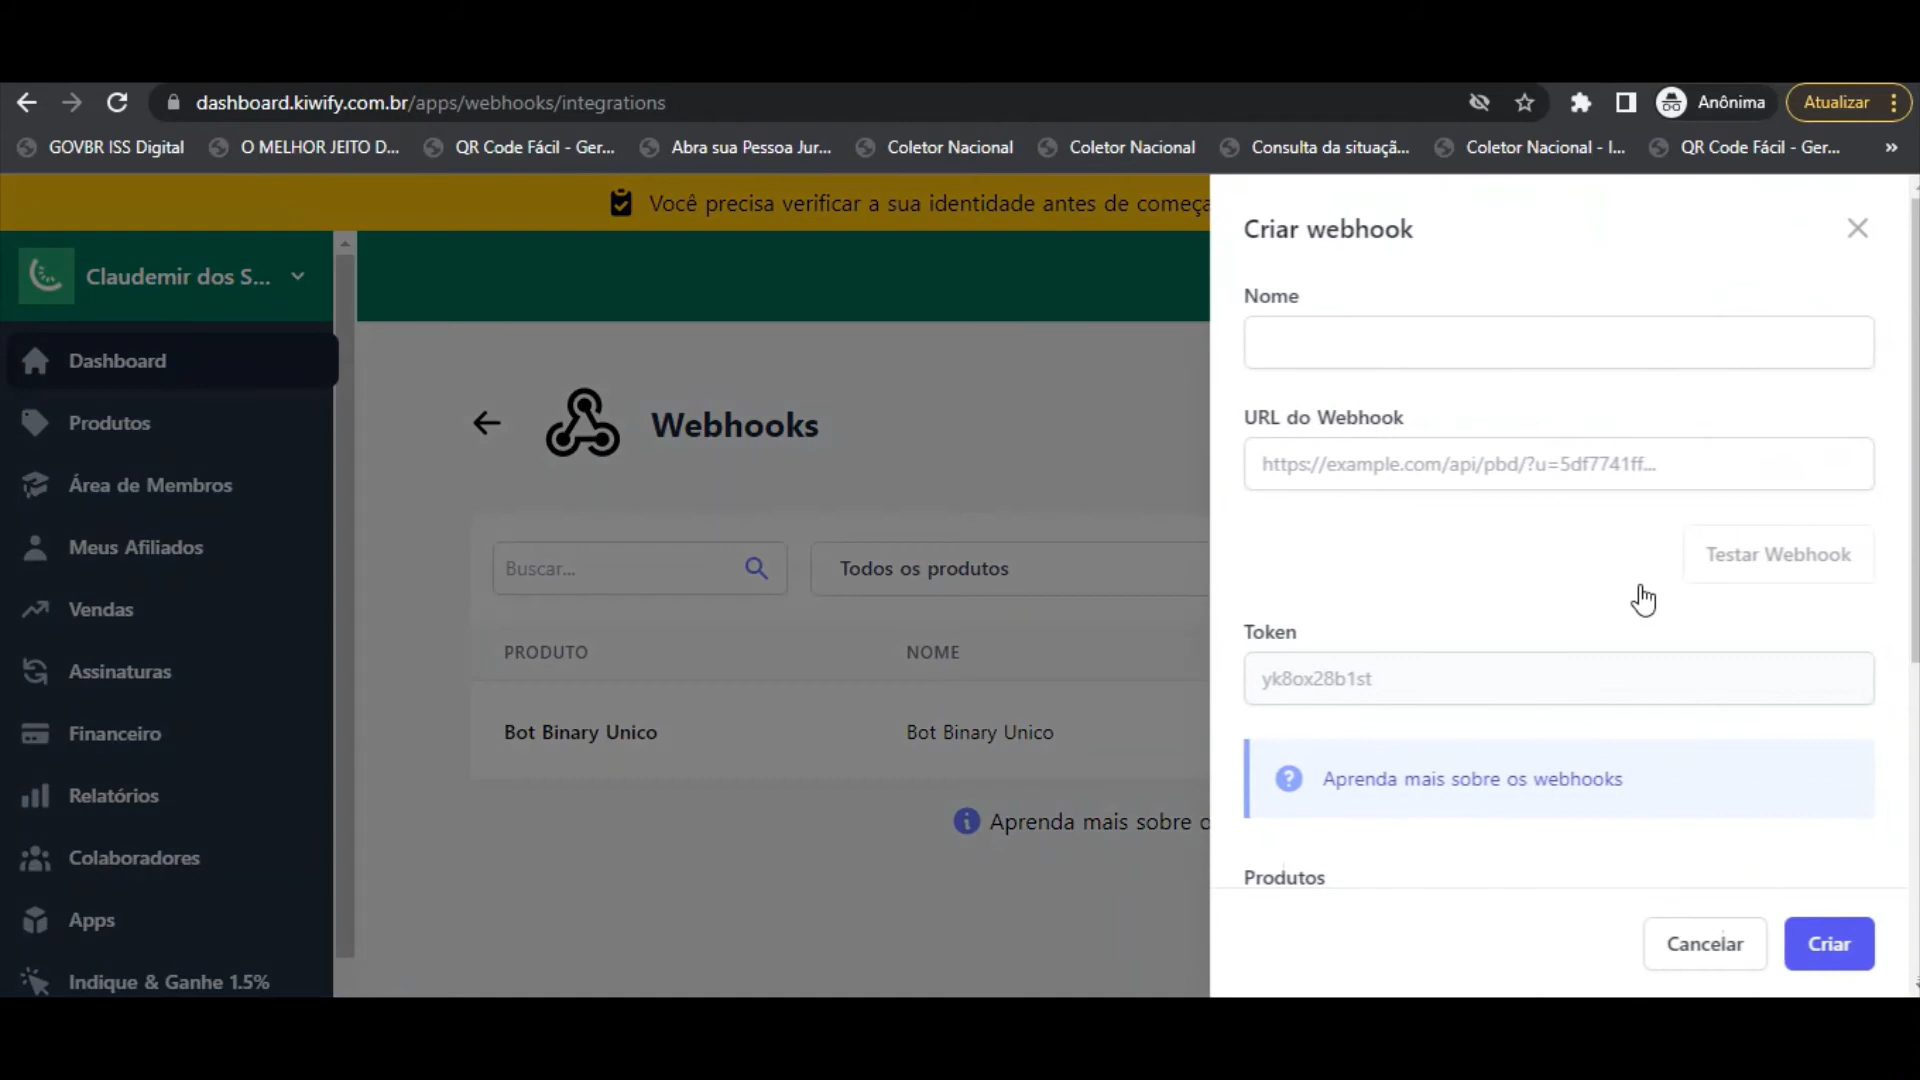 dashboard.kiwify.com.br/apps/webhooks/integrations
Anônima
Atualizar
GOVBR ISS Digital
O MELHOR JEITO D...
QR Code Fácil - Ger...
Abra sua Pessoa Jur...
Coletor Nacional
Coletor Nacional
Consulta da situaçã...
Coletor Nacional - I...
QR Code Fácil - Ger...
»
Você precisa verificar a sua identidade antes de começa
Claudemir dos S...
Dashboard
Produtos
Área de Membros
Meus Afiliados
Vendas
Assinaturas
Financeiro
Relatórios
Colaboradores
Apps
Indique & Ganhe 1.5%
Webhooks
Buscar...
Todos os produtos
PRODUTO
NOME
Bot Binary Unico
Bot Binary Unico
Aprenda mais sobre o
Criar webhook
Nome
URL do Webhook
https://example.com/api/pbd/?u=5df7741ff...
Testar Webhook
Token
yk8ox28b1st
Aprenda mais sobre os webhooks
Produtos
Cancelar
Criar